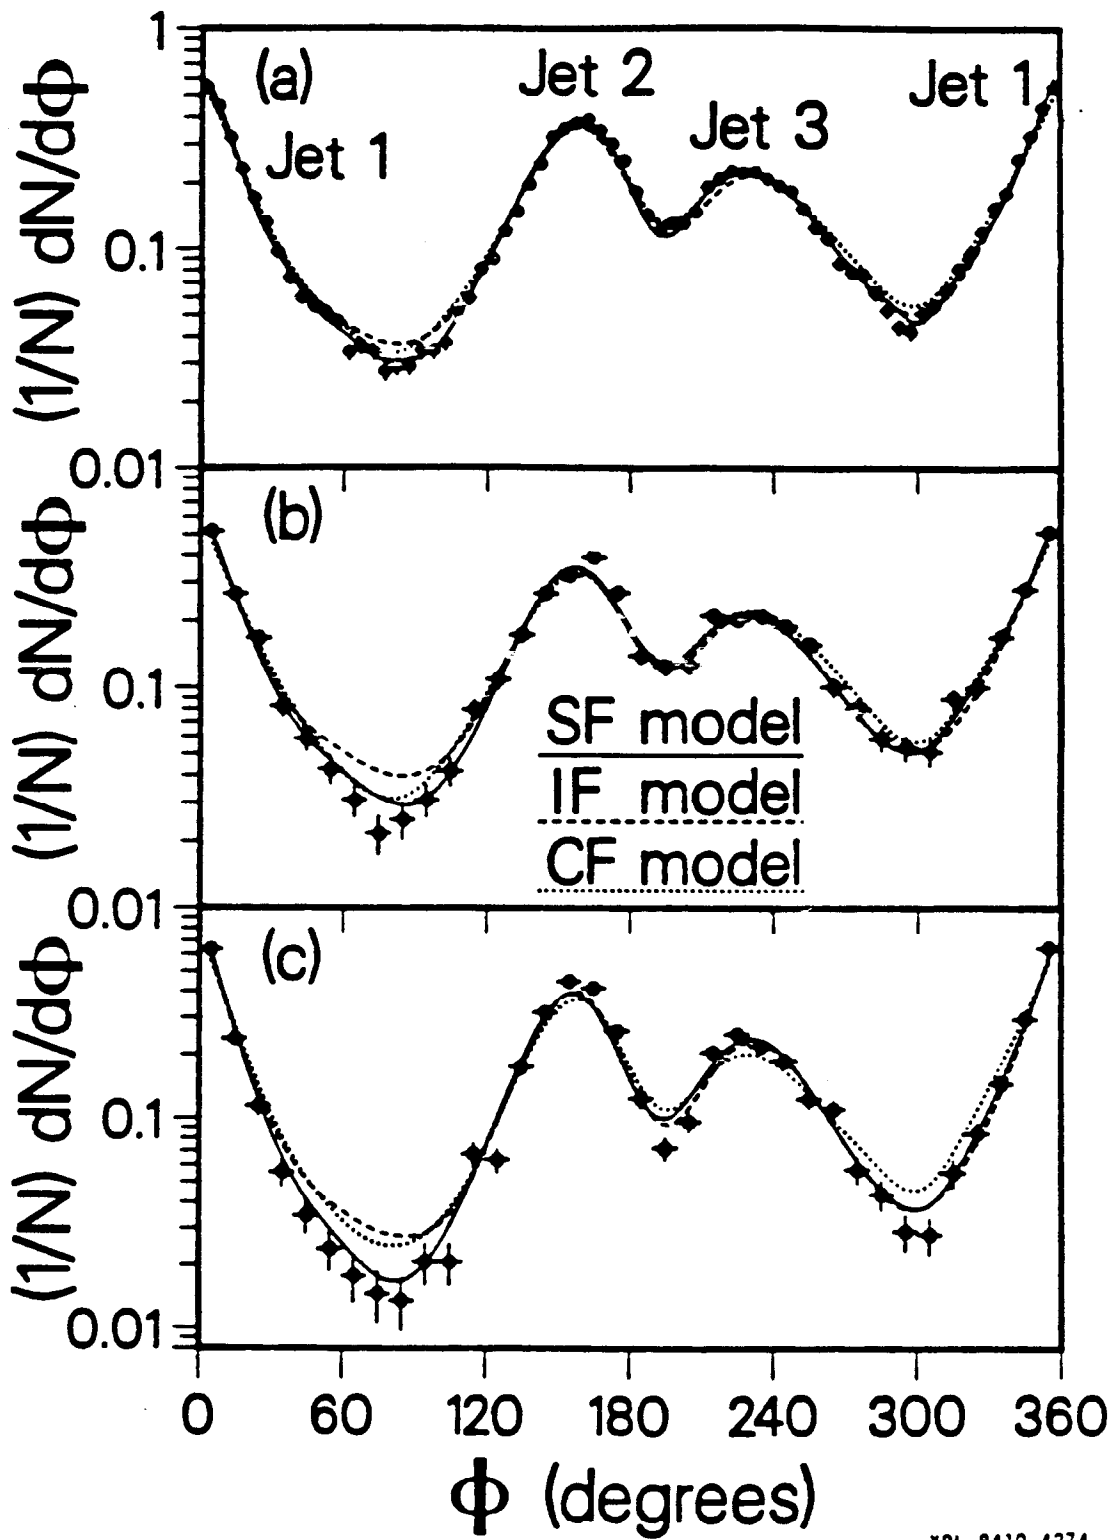 1
(a)
Jet 2
Jet 1
Jet 3
Jet 1
0.1
(1/N) dN/dΦ
0.01
(b)
0.1
(1/N) dN/dΦ
SF model
IF model
CF model
0.01
(c)
0.1
(1/N) dN/dΦ
0.01
0 60 120 180 240 300 360
Φ (degrees)